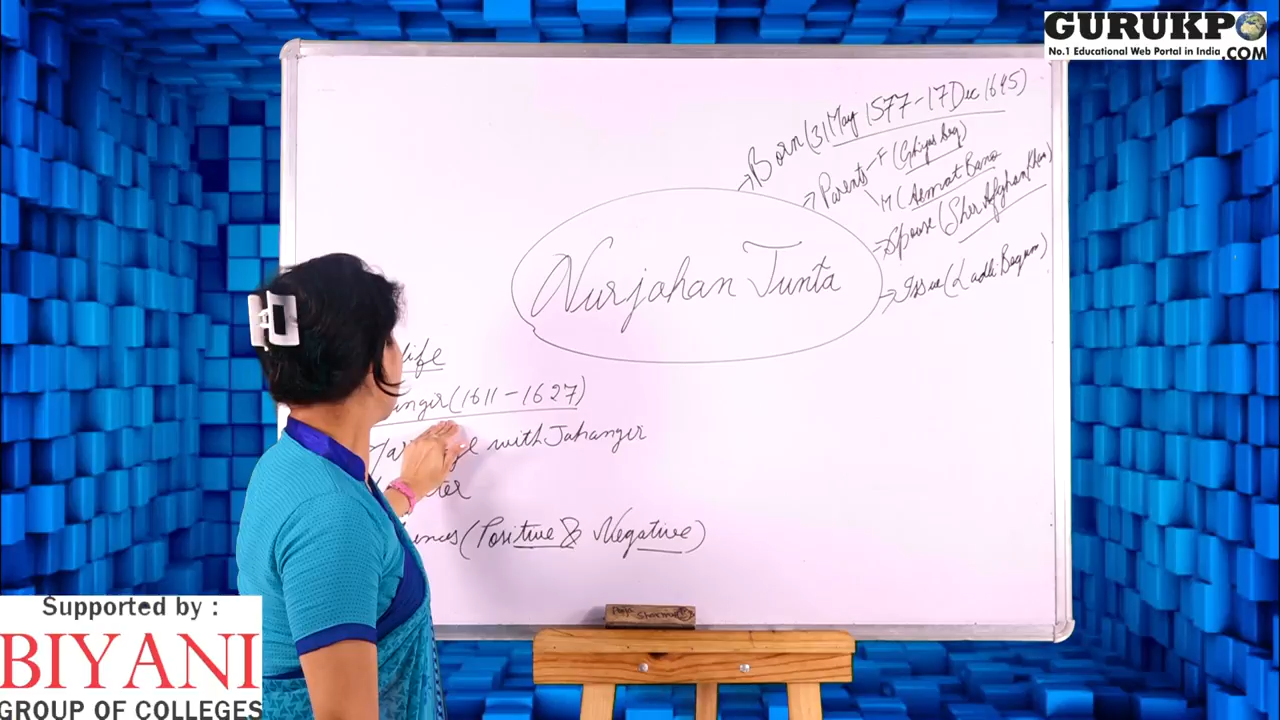 GURUKPO
No.1 Educational Web Portal in India .COM
Born (31 May 1577 - 17 Dec 1645)
Parents - F (Ghiyas Beg)
M (Asmat Bano
Spouse (Sher Afghan Khan)
Issue (Ladli Begum)
Nurjahan Junta
life
(1611 - 1627)
with Jahangir
(Positive & Negative)
Supported by :
BIYANI
GROUP OF COLLEGES